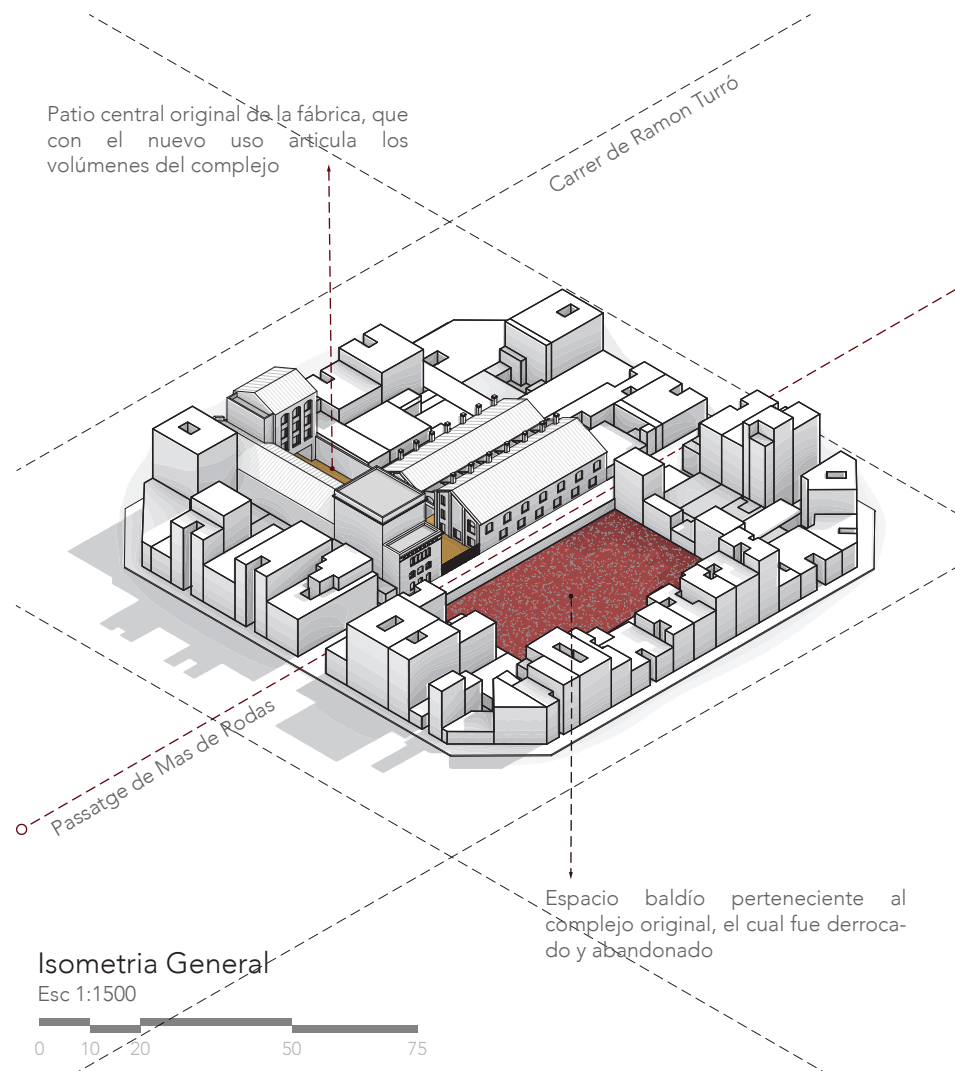 Patio central original de la fábrica, que
con el nuevo uso articula los
volúmenes del complejo
Carrer de Ramon Turró
Passatge de Mas de Rodas
Espacio baldío perteneciente al
complejo original, el cual fue derroca-
do y abandonado
Isometria General
Esc 1:1500
0 10 20 50 75